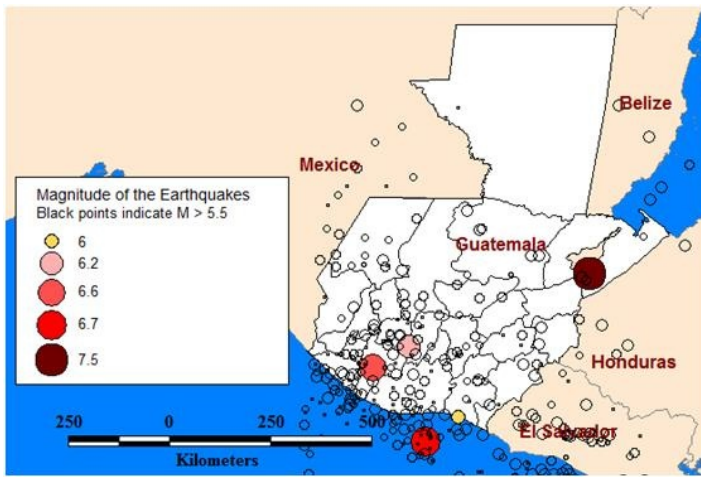 Belize
Mexico
Magnitude of the Earthquakes
Black points indicate M > 5.5
6
6.2
6.6
6.7
7.5
Guatemala
Honduras
El Salvador
250 0 250 500
Kilometers